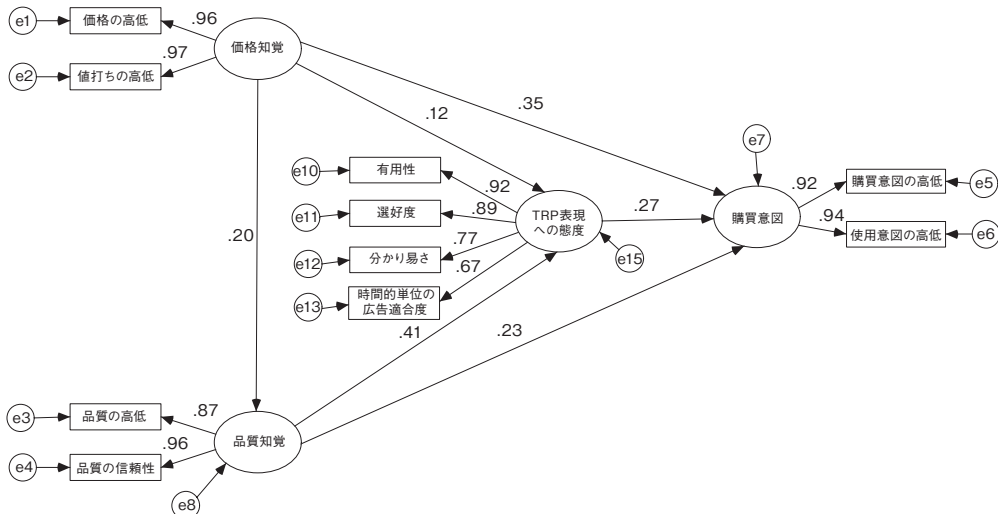 e1
価格の高低
.96
価格知覚
e2
値打ちの高低
.97
.35
.12
e7
e10
有用性
.92
購買意図の高低
e5
.92
e11
選好度
.89
TRP表現
への態度
.27
購買意図
.94
使用意図の高低
e6
.20
.77
e12
分かり易さ
.67
e15
e13
時間的単位の
広告適合度
.41
.23
e3
品質の高低
.87
品質知覚
.96
e4
品質の信頼性
e8